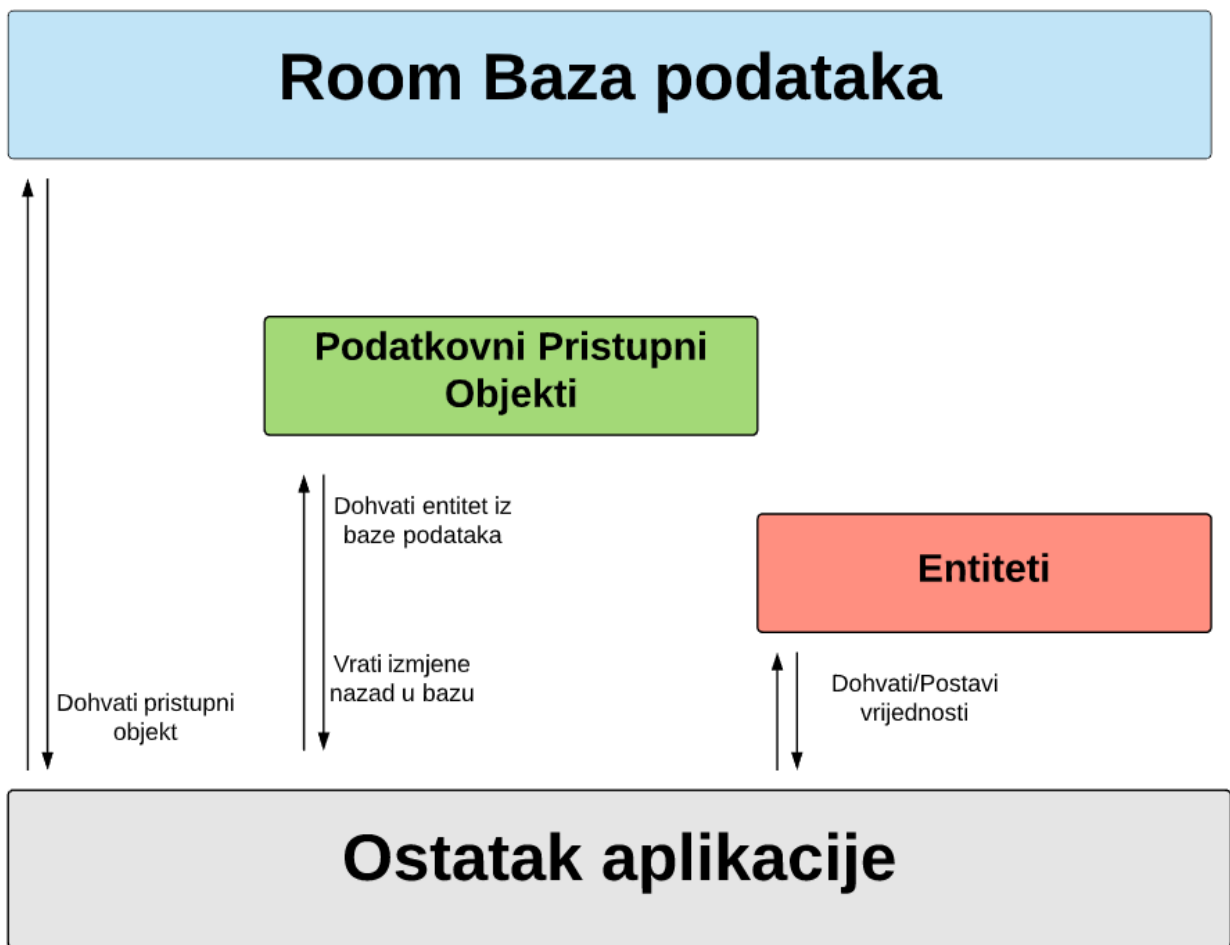 Room Baza podataka
Podatkovni Pristupni
Objekti
Dohvati entitet iz
baze podataka
Entiteti
Vrati izmjene
nazad u bazu
Dohvati/Postavi
vrijednosti
Dohvati pristupni
objekt
Ostatak aplikacije